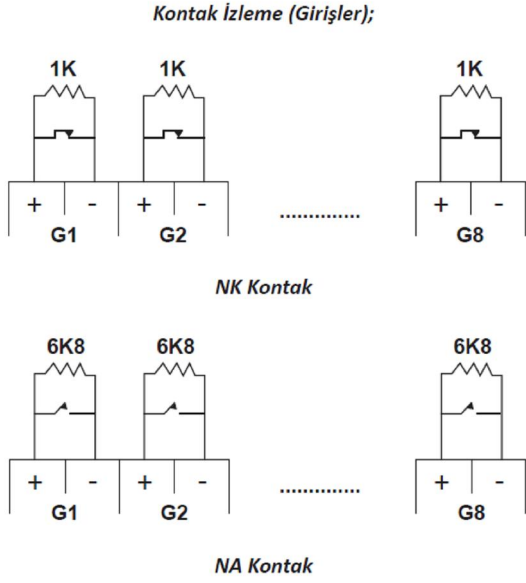 Kontak İzleme (Girişler);
1K 1K 1K
+ - + - .............. + -
G1 G2 G8
NK Kontak
6K8 6K8 6K8
+ - + - .............. + -
G1 G2 G8
NA Kontak